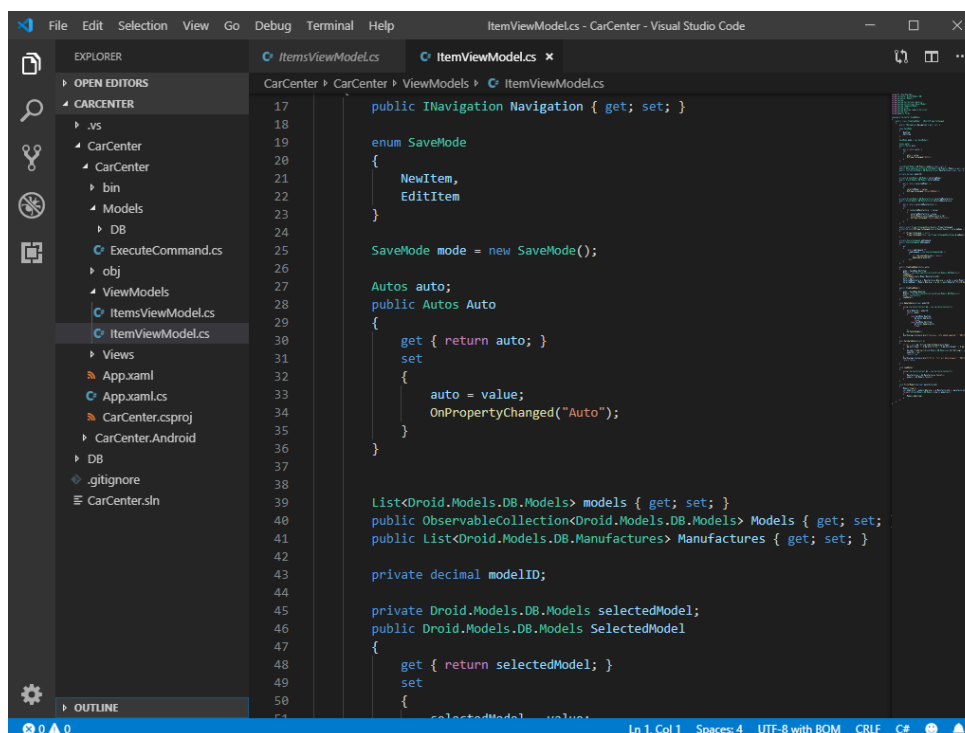 File Edit Selection View Go Debug Terminal Help ItemViewModel.cs - CarCenter - Visual Studio Code
EXPLORER
OPEN EDITORS
CARCENTER
.vs
CarCenter
CarCenter
bin
Models
DB
ExecuteCommand.cs
obj
ViewModels
ItemsViewModel.cs
ItemViewModel.cs
Views
App.xaml
App.xaml.cs
CarCenter.csproj
CarCenter.Android
DB
.gitignore
CarCenter.sln
OUTLINE
ItemsViewModel.cs ItemViewModel.cs
CarCenter CarCenter ViewModels ItemViewModel.cs
17 public INavigation Navigation { get; set; }
18
19 enum SaveMode
20 {
21 NewItem,
22 EditItem
23 }
24
25 SaveMode mode = new SaveMode();
26
27 Autos auto;
28 public Autos Auto
29 {
30 get { return auto; }
31 set
32 {
33 auto = value;
34 OnPropertyChanged("Auto");
35 }
36 }
37
38
39 List<Droid.Models.DB.Models> models { get; set; }
40 public ObservableCollection<Droid.Models.DB.Models> Models { get; set;
41 public List<Droid.Models.DB.Manufactures> Manufactures { get; set; }
42
43 private decimal modelID;
44
45 private Droid.Models.DB.Models selectedModel;
46 public Droid.Models.DB.Models SelectedModel
47 {
48 get { return selectedModel; }
49 set
50 {
51 selectedModel = value;
0 0 Ln 1, Col 1 Spaces: 4 UTF-8 with BOM CRLF C#